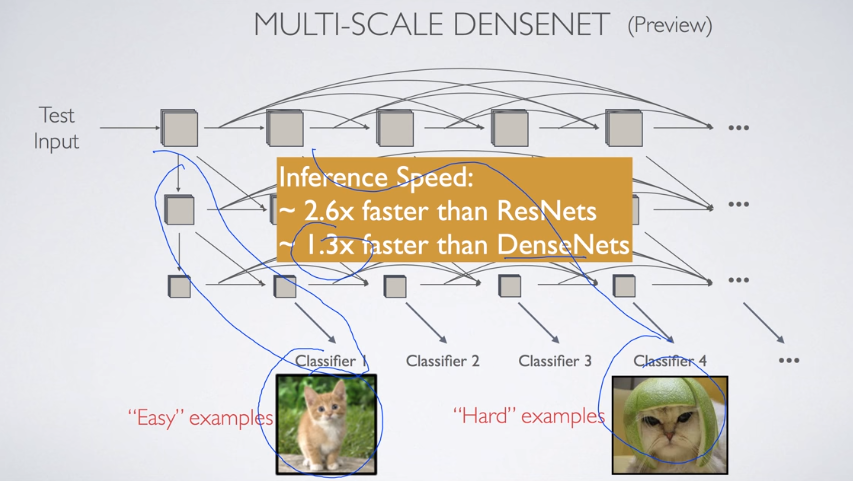 MULTI-SCALE DENSENET (Preview)
Test
Input
Inference Speed:
~ 2.6x faster than ResNets
~ 1.3x faster than DenseNets
Classifier 1 Classifier 2 Classifier 3 Classifier 4
"Easy" examples "Hard" examples